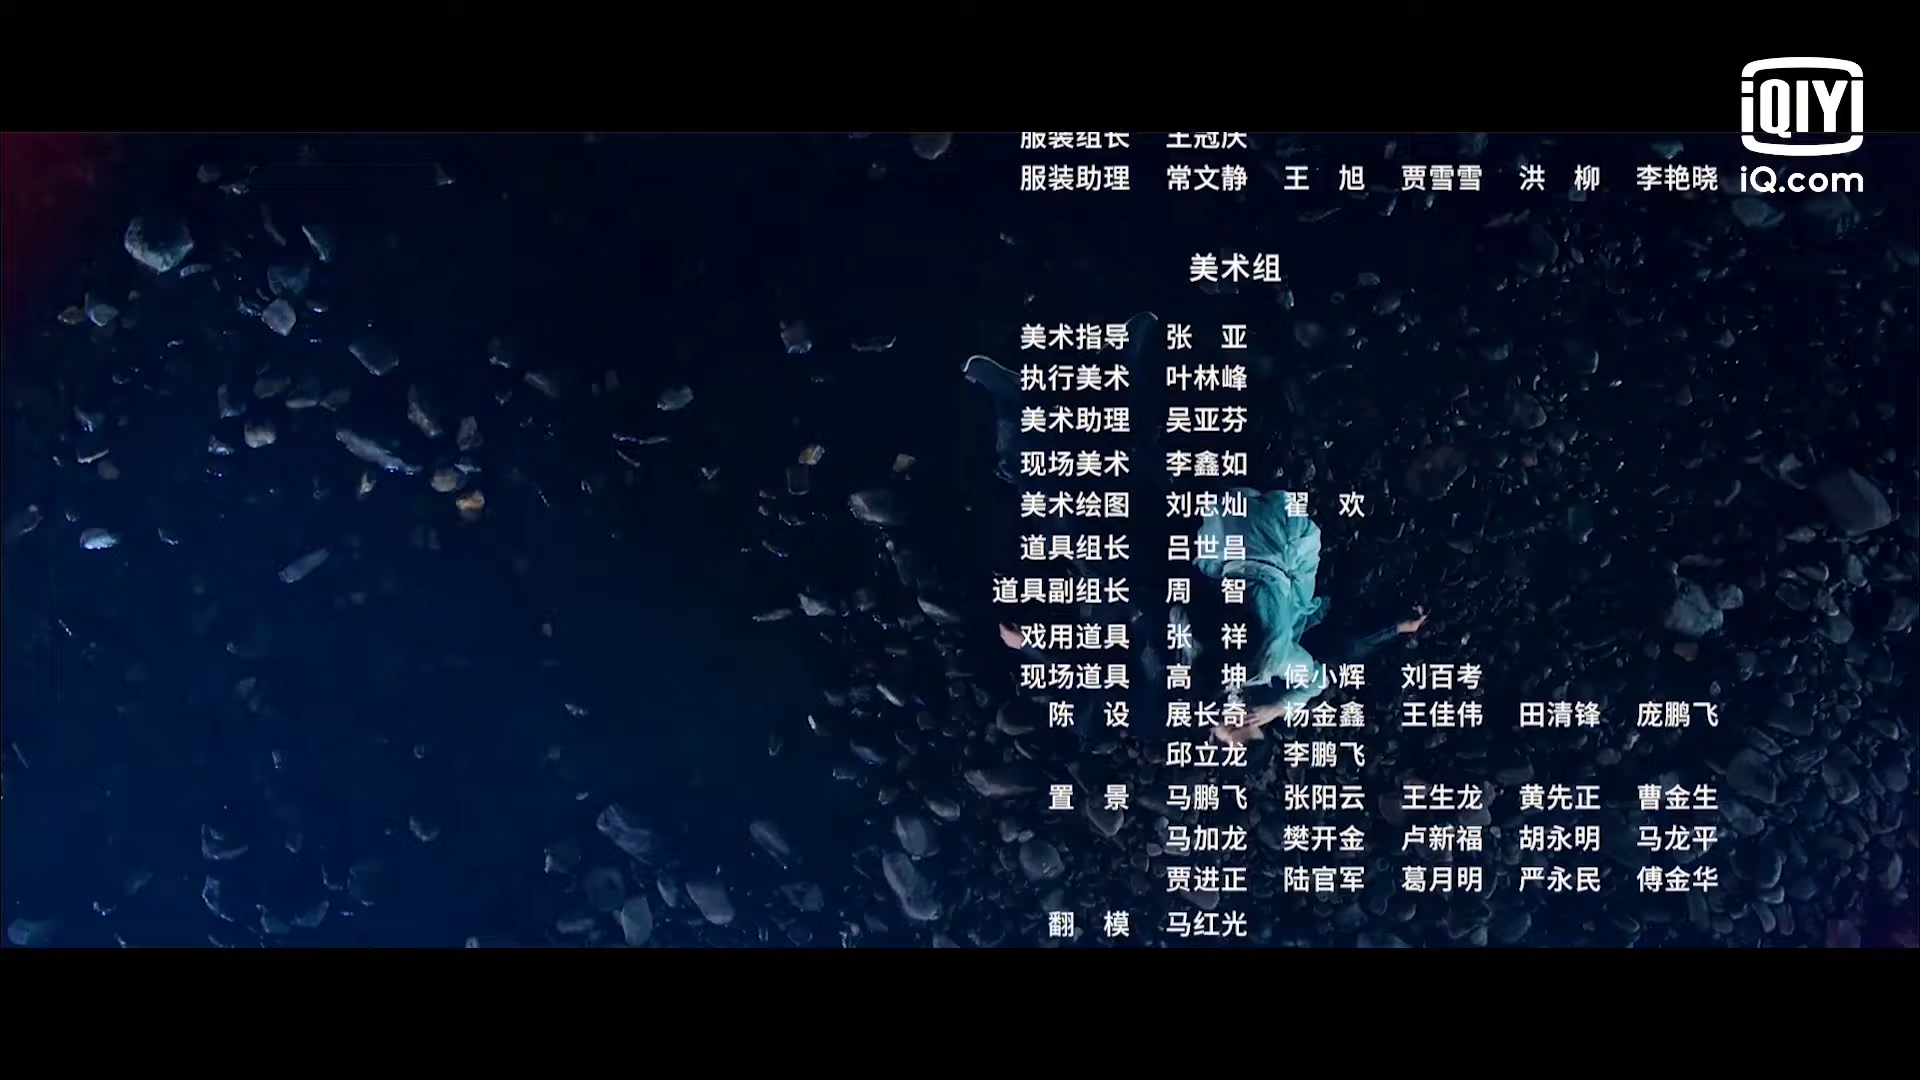 服装组长 王冠庆
服装助理 常文静 王 旭 贾雪雪 洪 柳 李艳晓
美术组
美术指导 张 亚
执行美术 叶林峰
美术助理 吴亚芬
现场美术 李鑫如
美术绘图 刘忠灿 翟 欢
道具组长 吕世昌
道具副组长 周 智
戏用道具 张 祥
现场道具 高 坤 候小辉 刘百考
陈 设 展长奇 杨金鑫 王佳伟 田清锋 庞鹏飞
邱立龙 李鹏飞
置 景 马鹏飞 张阳云 王生龙 黄先正 曹金生
马加龙 樊开金 卢新福 胡永明 马龙平
贾进正 陆官军 葛月明 严永民 傅金华
翻 模 马红光
iQIYI
iQ.com